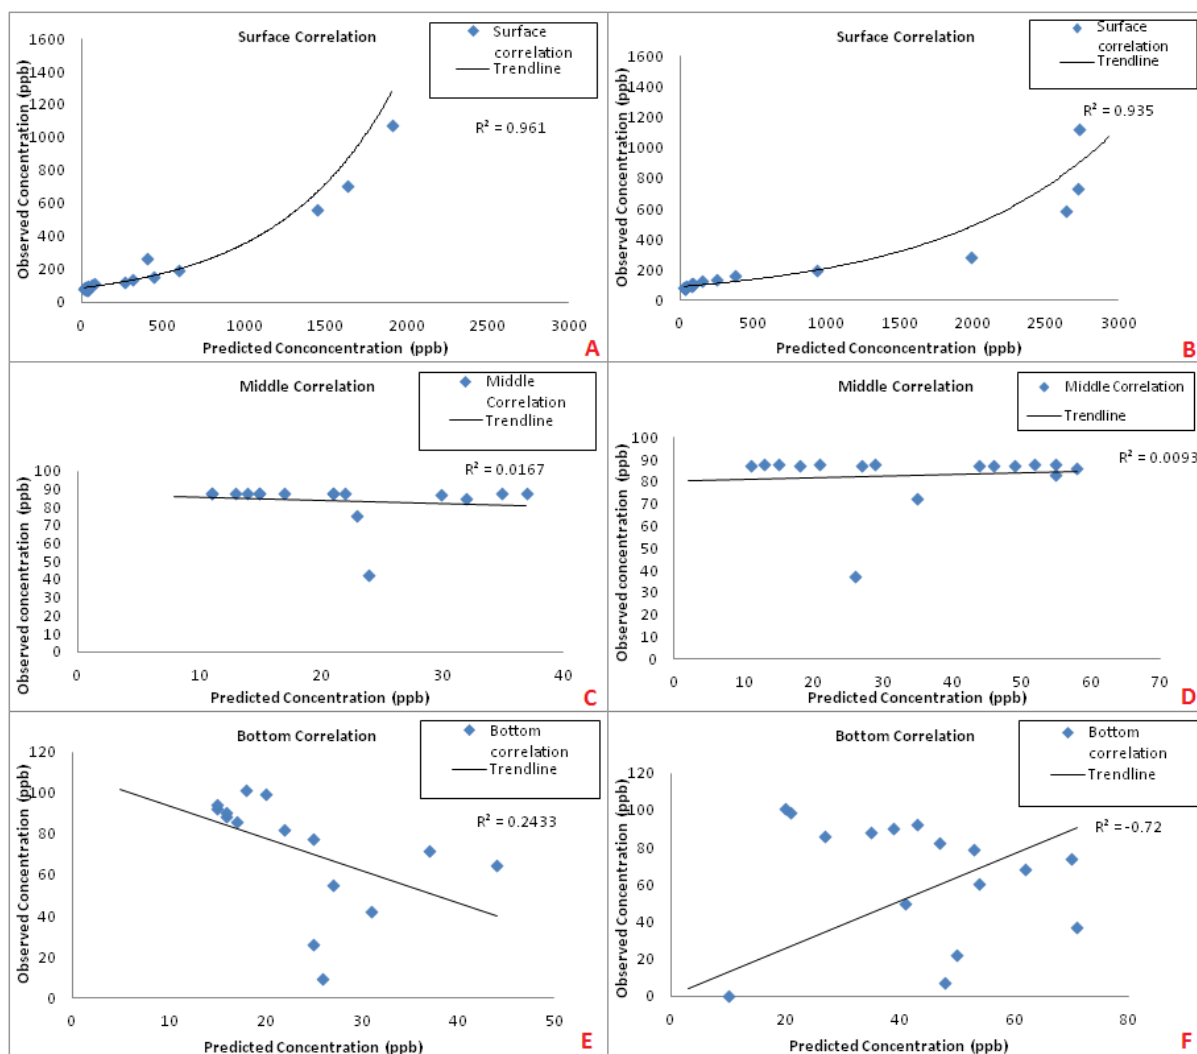 Surface Correlation
Surface
correlation
Trendline
R² = 0.961
Observed Concentration (ppb)
1600
1400
1200
1000
800
600
400
200
0
0 500 1000 1500 2000 2500 3000
Predicted Conconcentration (ppb)
A
Surface Correlation
Surface
correlation
Trendline
R² = 0.935
Observed Concentration (ppb)
1600
1400
1200
1000
800
600
400
200
0
0 500 1000 1500 2000 2500 3000
Predicted Conconcentration (ppb)
B
Middle Correlation
Middle
Correlation
Trendline
R² = 0.0167
Observed concentration (ppb)
100
90
80
70
60
50
40
30
20
10
0
0 10 20 30 40
Predicted Concentration (ppb)
C
Middle Correlation
Middle Correlation
Trendline
R² = 0.0093
Observed concentration (ppb)
100
90
80
70
60
50
40
30
20
10
0
0 10 20 30 40 50 60 70
Predicted Concentration (ppb)
D
Bottom Correlation
Bottom
correlation
Trendline
R² = 0.2433
Observed Concentration (ppb)
120
100
80
60
40
20
0
0 10 20 30 40 50
Predicted Concentration (ppb)
E
Bottom Correlation
Bottom
correlation
Trendline
R² = -0.72
Observed Concentration (ppb)
120
100
80
60
40
20
0
0 20 40 60 80
Predicted Concentration (ppb)
F